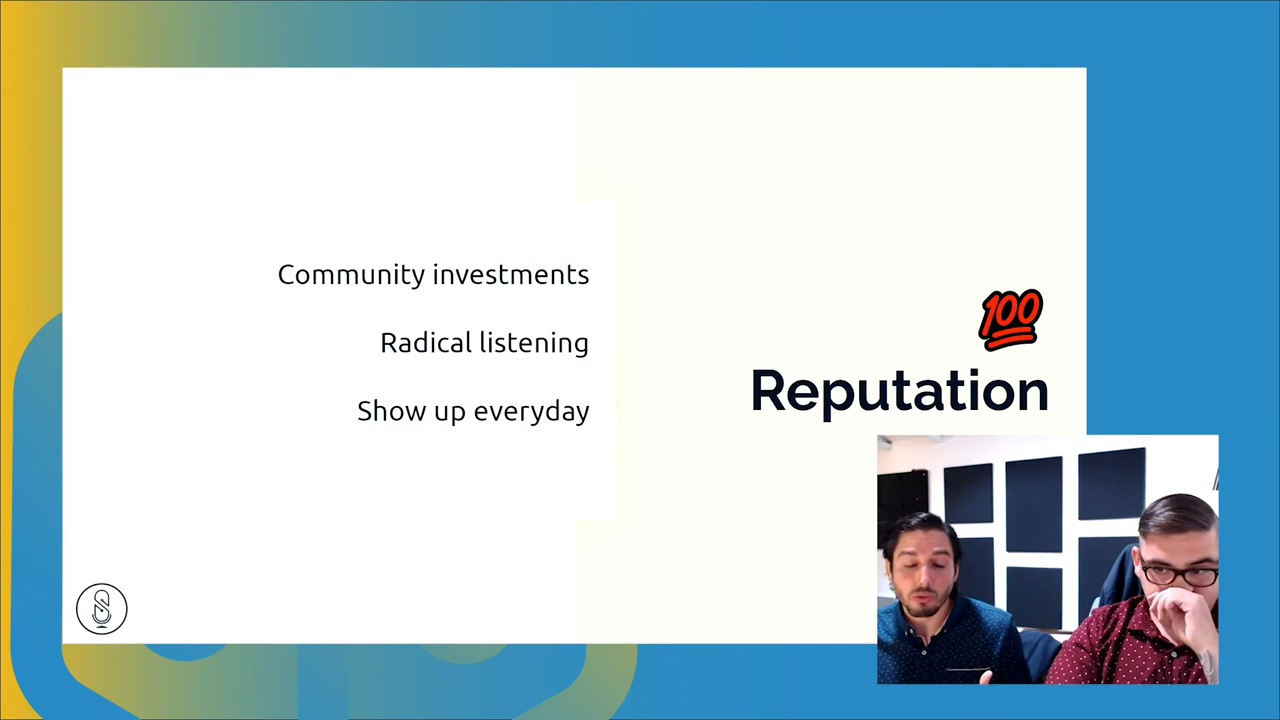 Community investments
Radical listening
Show up everyday
💯
Reputation